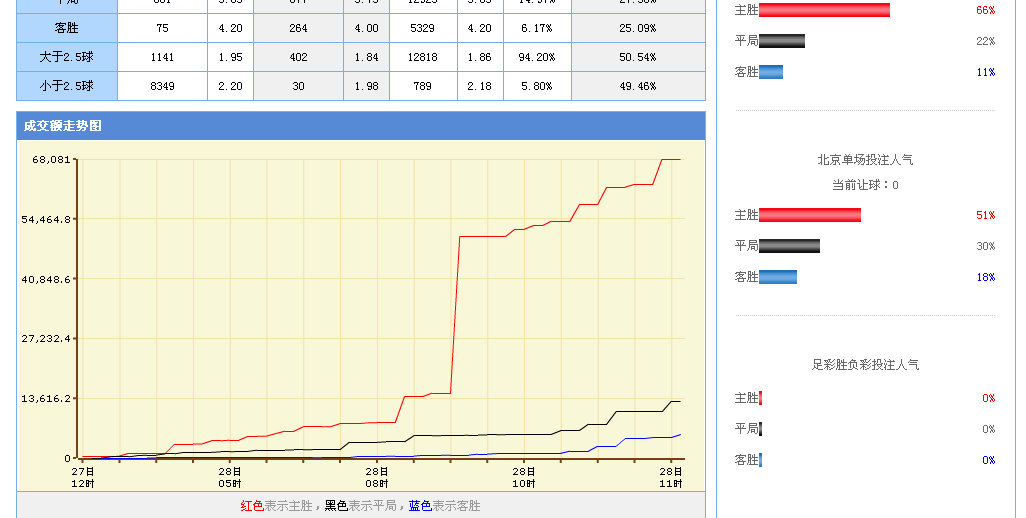 客胜 75 4.20 264 4.00 5329 4.20 6.17% 25.09%
大于2.5球 1141 1.95 402 1.84 12818 1.86 94.20% 50.54%
小于2.5球 8349 2.20 30 1.98 789 2.18 5.80% 49.46%
成交额走势图
68,081
54,464.8
40,848.6
27,232.4
13,616.2
0
27日 28日 28日 28日 28日
12时 05时 08时 10时 11时
红色表示主胜，黑色表示平局，蓝色表示客胜
主胜 66%
平局 22%
客胜 11%
北京单场投注人气
当前让球：0
主胜 51%
平局 30%
客胜 18%
足彩胜负彩投注人气
主胜 0%
平局 0%
客胜 0%